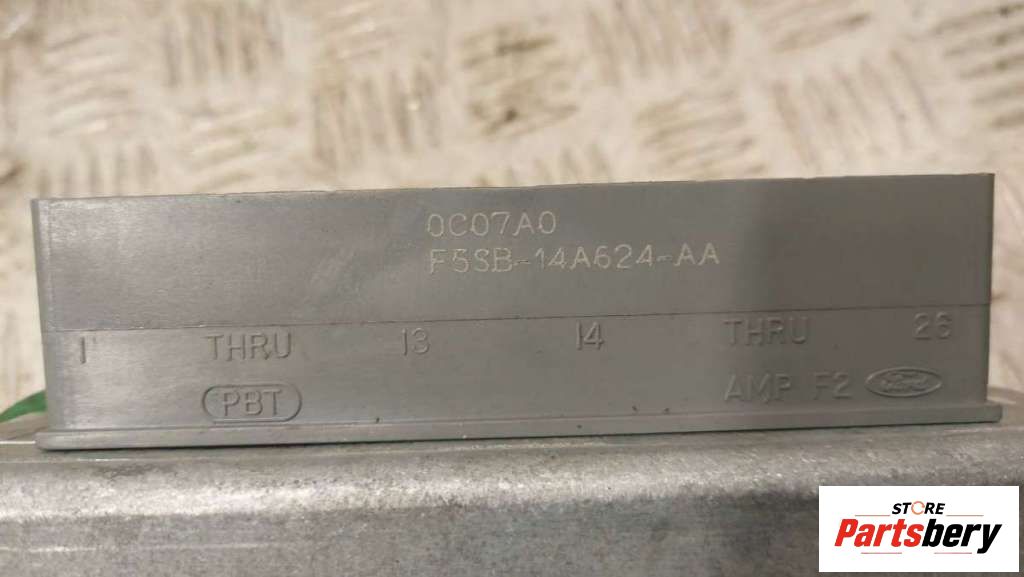 0C07A0
F5SB-14A624-AA
1 THRU 13 14 THRU 26
PBT AMP F2 Ford
STORE
Partsbery